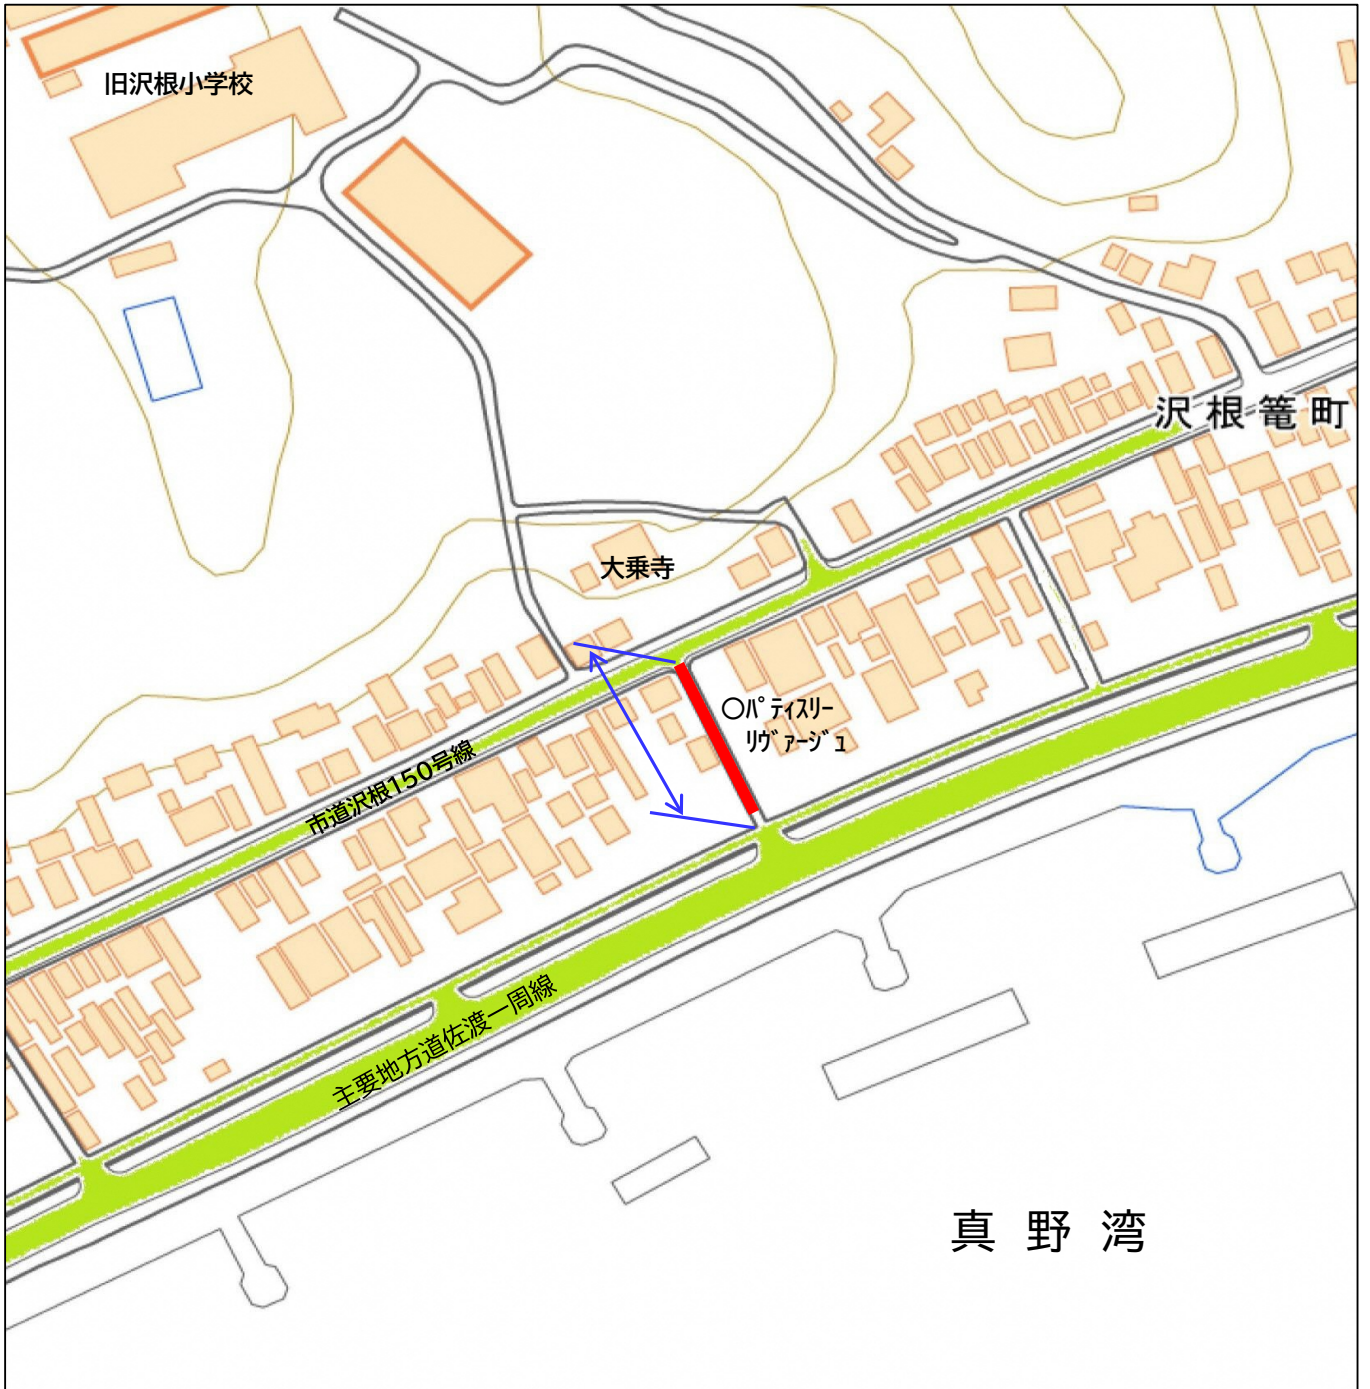 旧沢根小学校
沢根篭町
大乗寺
○ﾊﾟﾃｨｽﾘｰ
ﾘｳﾞｧｰｼﾞｭ
市道沢根150号線
主要地方道佐渡一周線
真野湾